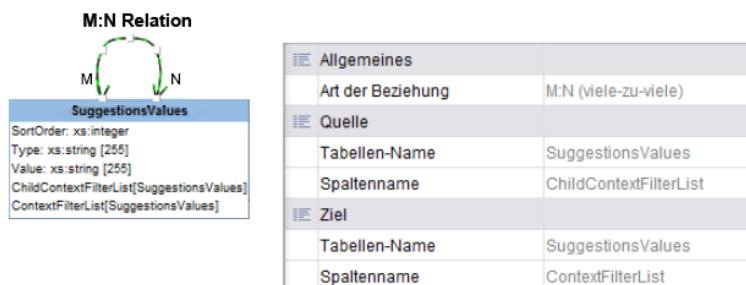 M:N Relation
M
N
SuggestionsValues
SortOrder: xs:integer
Type: xs:string [255]
Value: xs:string [255]
ChildContextFilterList[SuggestionsValues]
ContextFilterList[SuggestionsValues]
Allgemeines
Art der Beziehung M:N (viele-zu-viele)
Quelle
Tabellen-Name SuggestionsValues
Spaltenname ChildContextFilterList
Ziel
Tabellen-Name SuggestionsValues
Spaltenname ContextFilterList